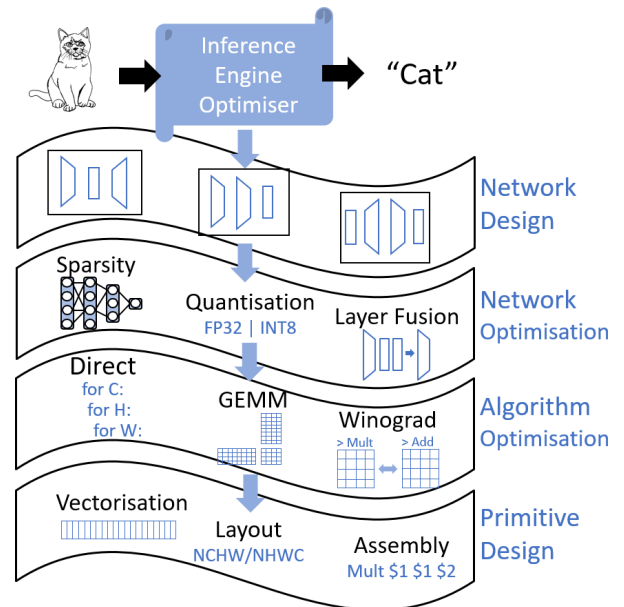 Inference
Engine
Optimiser
“Cat”
Network
Design
Sparsity
Quantisation
FP32 | INT8
Layer Fusion
Network
Optimisation
Direct
for C:
for H:
for W:
GEMM
Winograd
> Mult
> Add
Algorithm
Optimisation
Vectorisation
Layout
NCHW/NHWC
Assembly
Mult $1 $1 $2
Primitive
Design